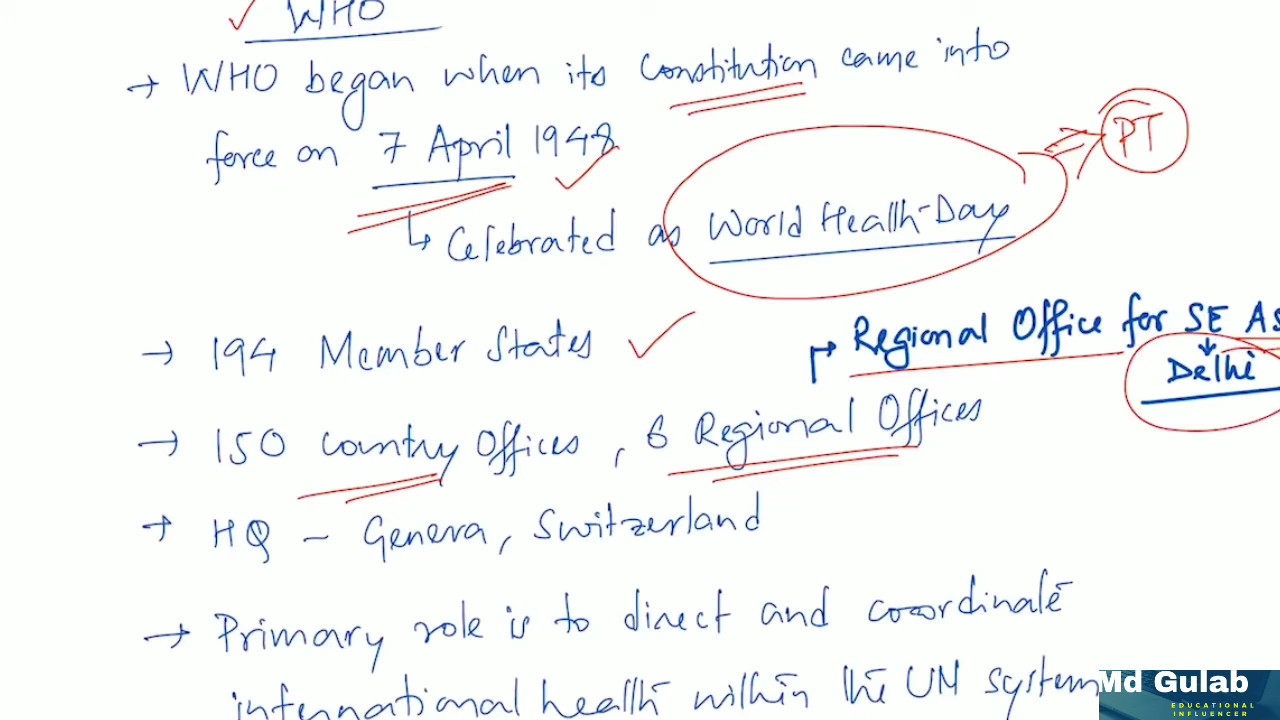 WHO
→ WHO began when its Constitution came into
force on 7 April 1948
↳ Celebrated as World Health Day
PT
→ 194 Member States
Regional Office for SE As
Delhi
→ 150 Country Offices, 6 Regional Offices
→ HQ - Geneva, Switzerland
→ Primary role is to direct and coordinate
international health within the UN system
Md Gulab
EDUCATIONAL
INFLUENCER